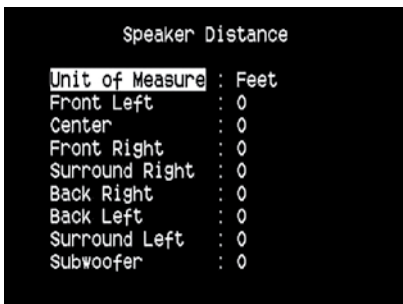 Speaker Distance
Unit of Measure : Feet
Front Left : 0
Center : 0
Front Right : 0
Surround Right : 0
Back Right : 0
Back Left : 0
Surround Left : 0
Subwoofer : 0